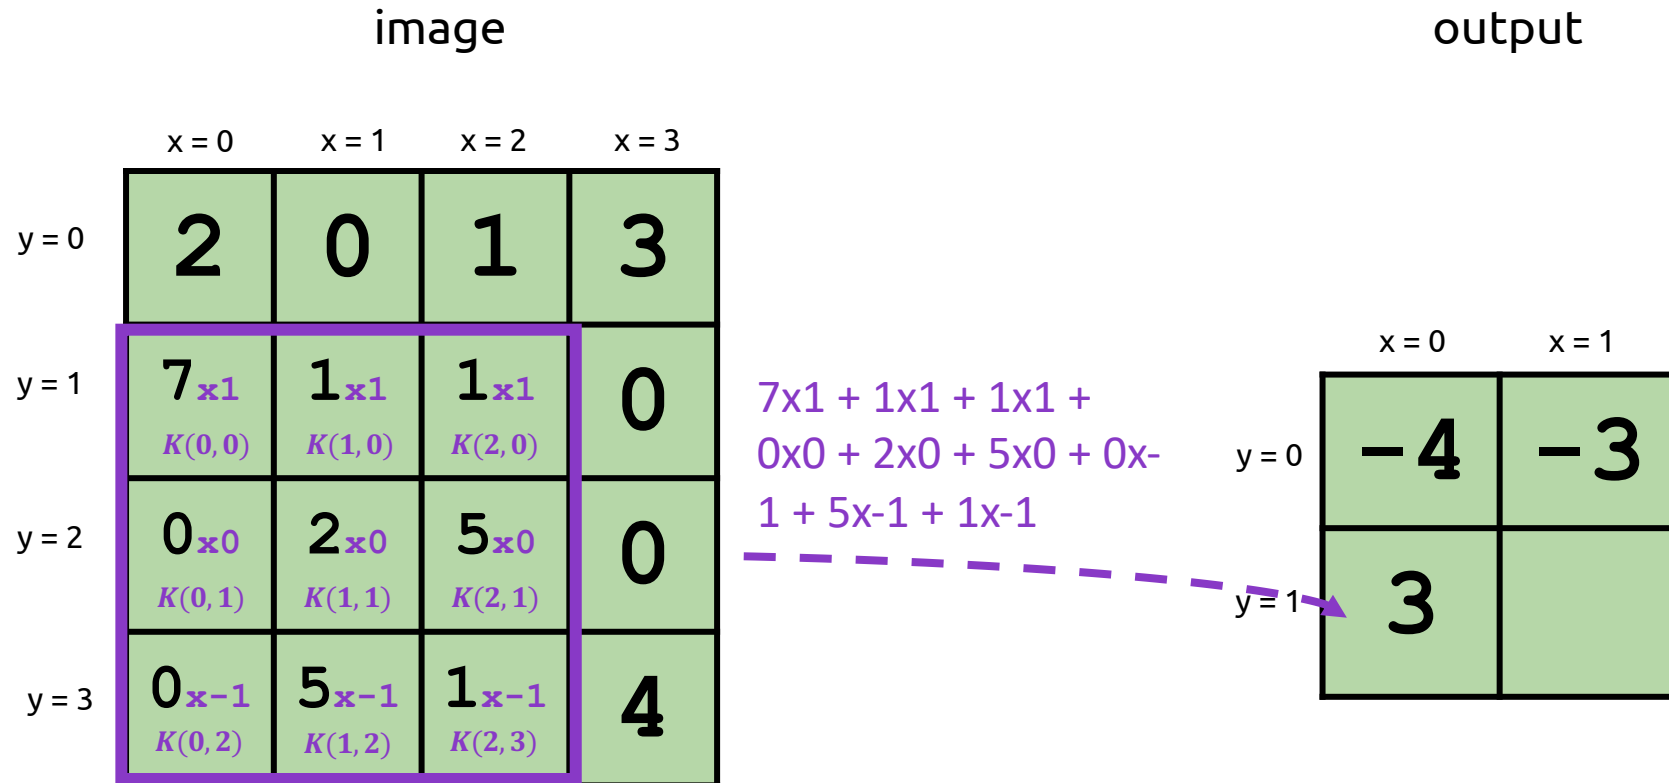 image
output
x = 0 x = 1 x = 2 x = 3
y = 0 2 0 1 3
y = 1 7x1 1x1 1x1 0
K(0,0) K(1,0) K(2,0)
y = 2 0x0 2x0 5x0 0
K(0,1) K(1,1) K(2,1)
y = 3 0x-1 5x-1 1x-1 4
K(0,2) K(1,2) K(2,3)
7x1 + 1x1 + 1x1 +
0x0 + 2x0 + 5x0 + 0x-
1 + 5x-1 + 1x-1
x = 0 x = 1
y = 0 -4 -3
y = 1 3